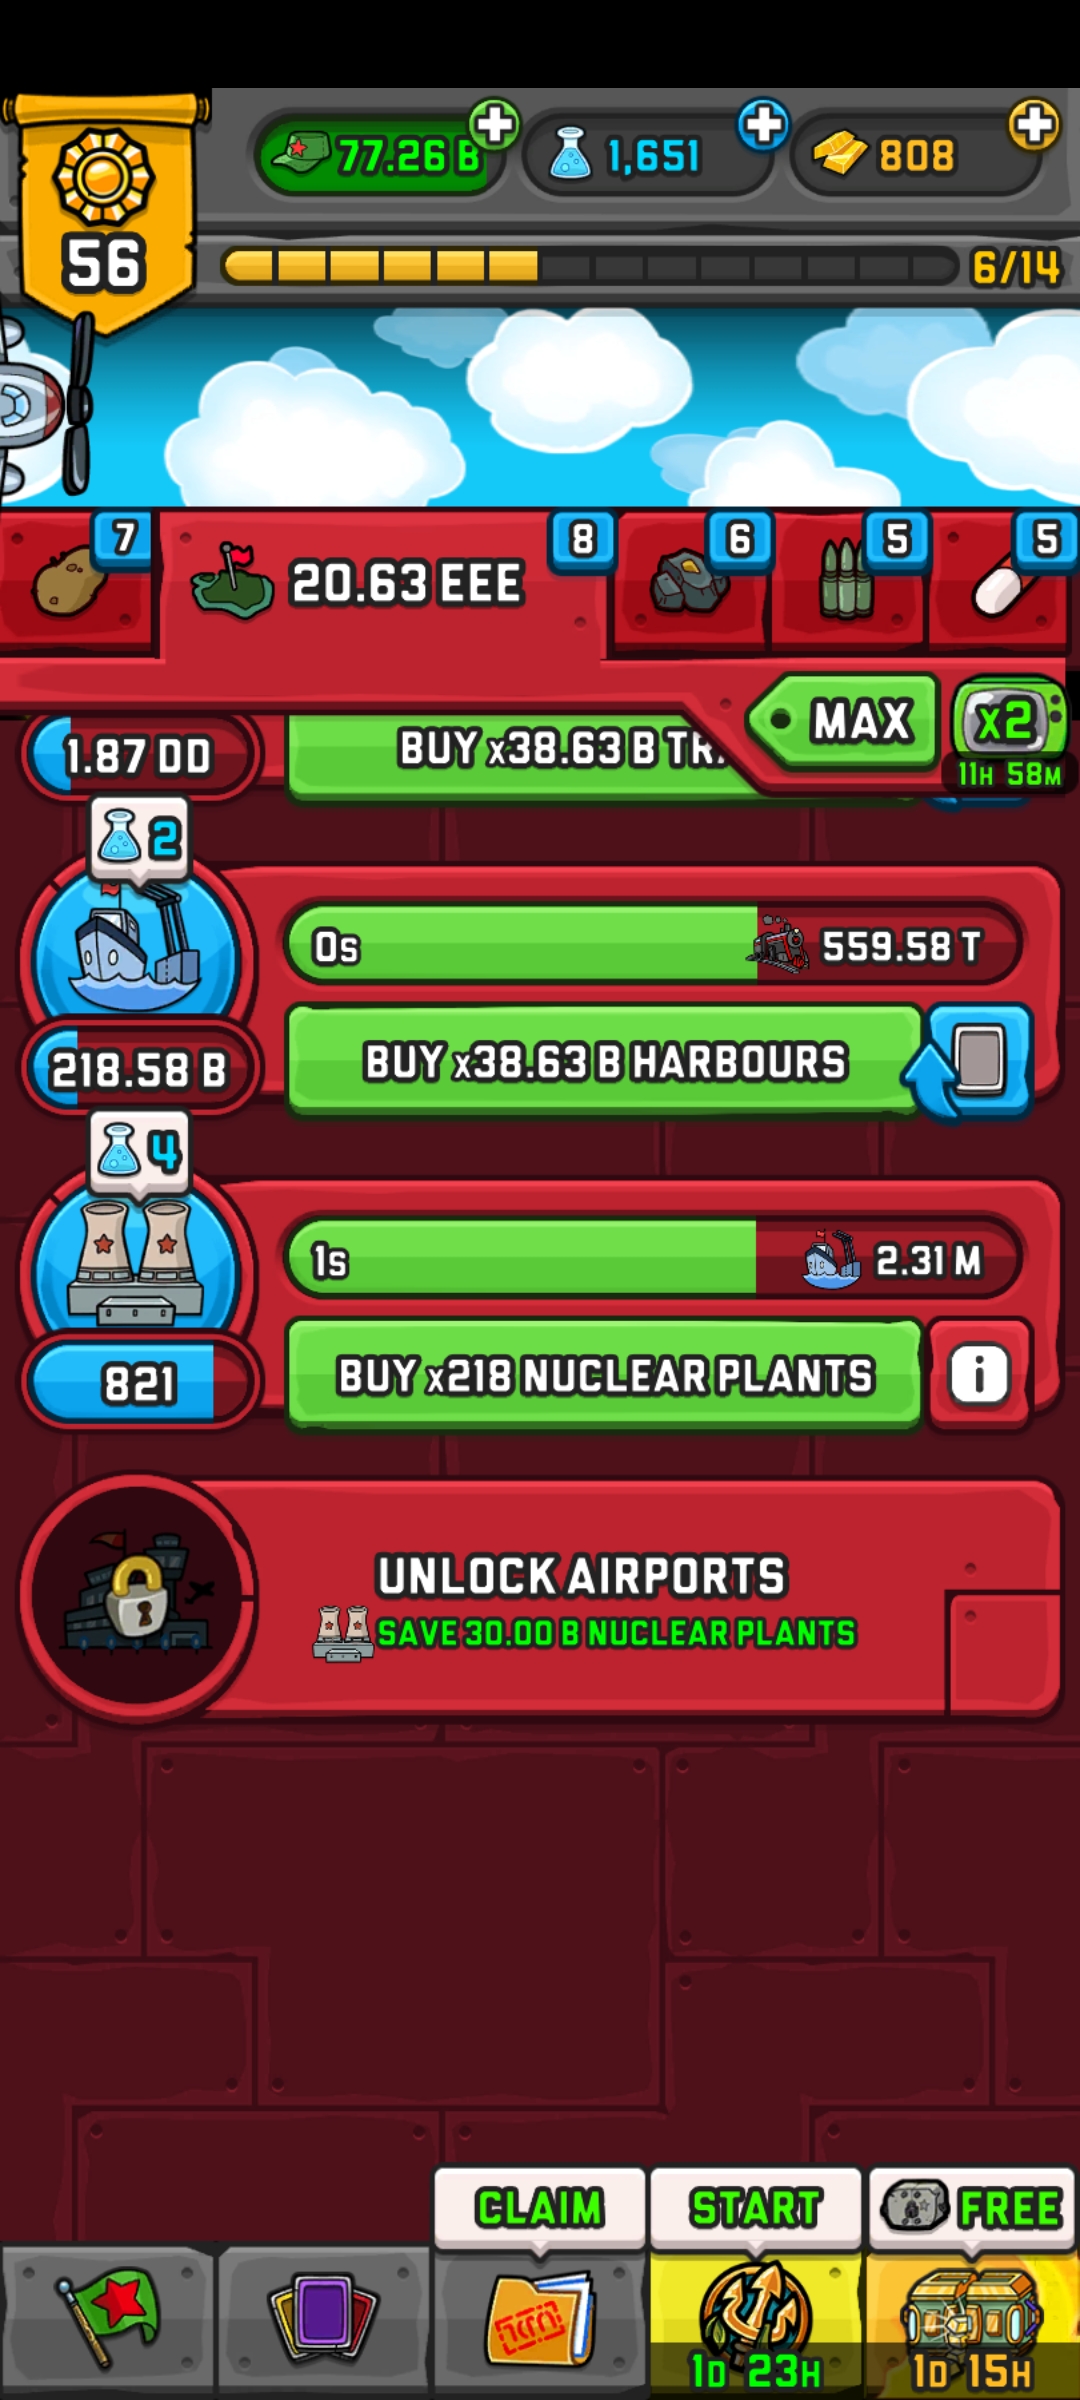 77.26 B
1,651
808
56
6/14
7
20.63 EEE
8
6
5
5
MAX
x2
11H 58M
1.87 DD
BUY x38.63 B TRA
2
0s
559.58 T
218.58 B
BUY x38.63 B HARBOURS
4
1s
2.31 M
821
BUY x218 NUCLEAR PLANTS
i
UNLOCK AIRPORTS
SAVE 30.00 B NUCLEAR PLANTS
CLAIM
START
FREE
1D 23H
1D 15H